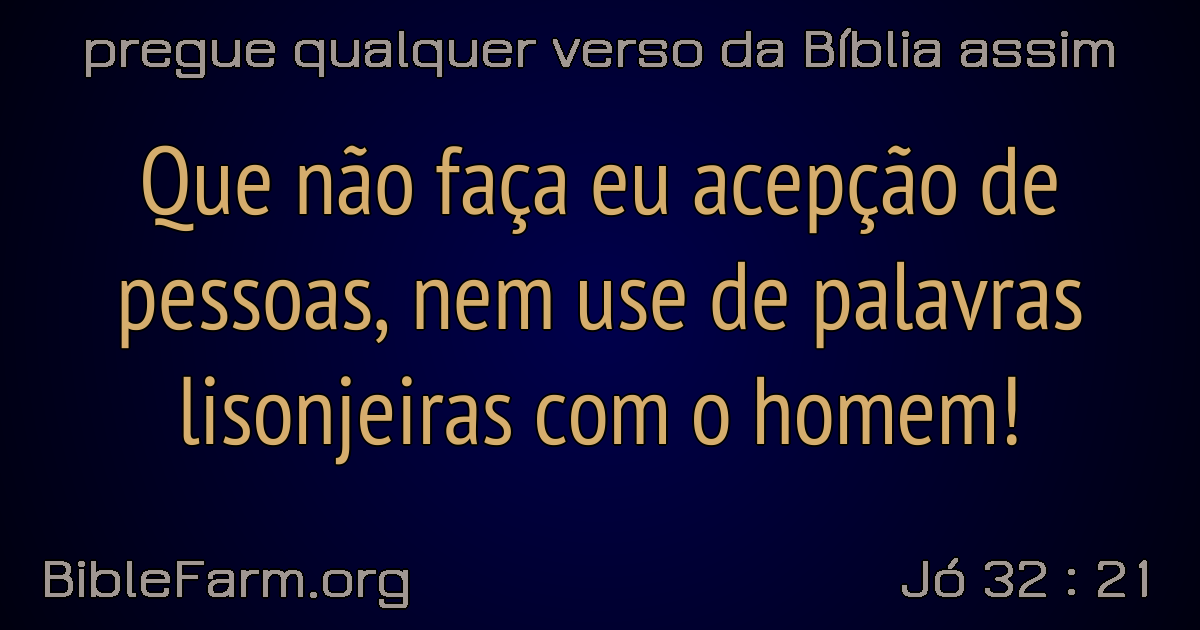 pregue qualquer verso da Bíblia assim
Que não faça eu acepção de
pessoas, nem use de palavras
lisonjeiras com o homem!
BibleFarm.org
Jó 32 : 21